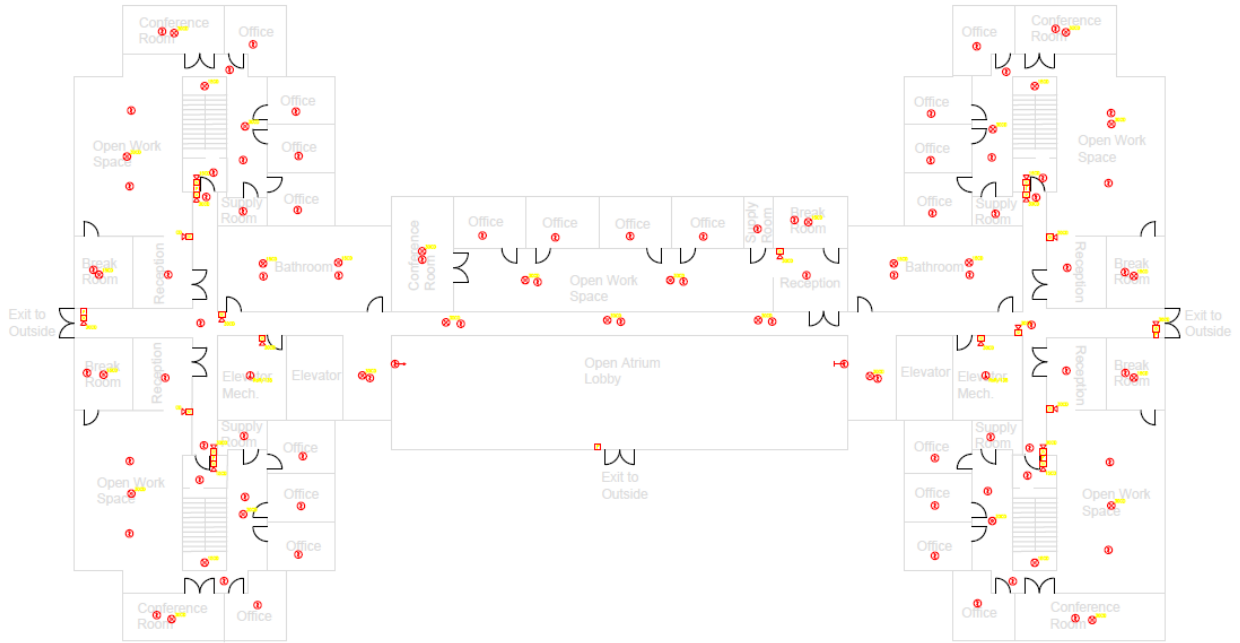 Conference
Room
Office
Office
Conference
Room
Office
Office
Open Work
Space
Office
Office
Office
Open Work
Space
Office
Supply
Room
Office
Office
Supply
Room
Office
Office
Office
Office
Supply
Room
Break
Room
Break
Room
Reception
Bathroom
Conference
Room
Open Work
Space
Reception
Bathroom
Reception
Break
Room
Exit to
Outside
Exit to
Outside
Break
Room
Reception
Elevator
Mech.
Elevator
Open Atrium
Lobby
Elevator
Elevator
Mech.
Reception
Break
Room
Supply
Room
Office
Supply
Room
Office
Open Work
Space
Office
Exit to
Outside
Office
Open Work
Space
Office
Office
Conference
Room
Office
Office
Conference
Room